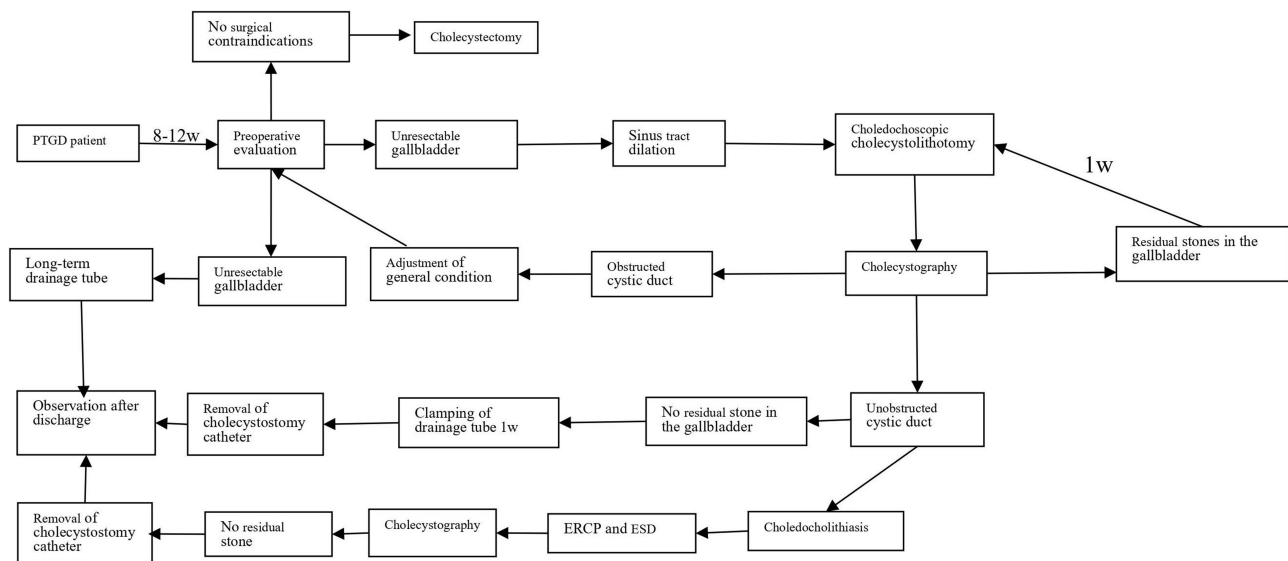 No surgical
contraindications
Cholecystectomy
PTGD patient
8-12w
Preoperative
evaluation
Unresectable
gallbladder
Sinus tract
dilation
Choledochoscopic
cholecystolithotomy
1w
Long-term
drainage tube
Unresectable
gallbladder
Adjustment of
general condition
Obstructed
cystic duct
Cholecystography
Residual stones in the
gallbladder
Observation after
discharge
Removal of
cholecystostomy
catheter
Clamping of
drainage tube 1w
No residual stone in
the gallbladder
Unobstructed
cystic duct
Removal of
cholecystostomy
catheter
No residual
stone
Cholecystography
ERCP and ESD
Choledocholithiasis